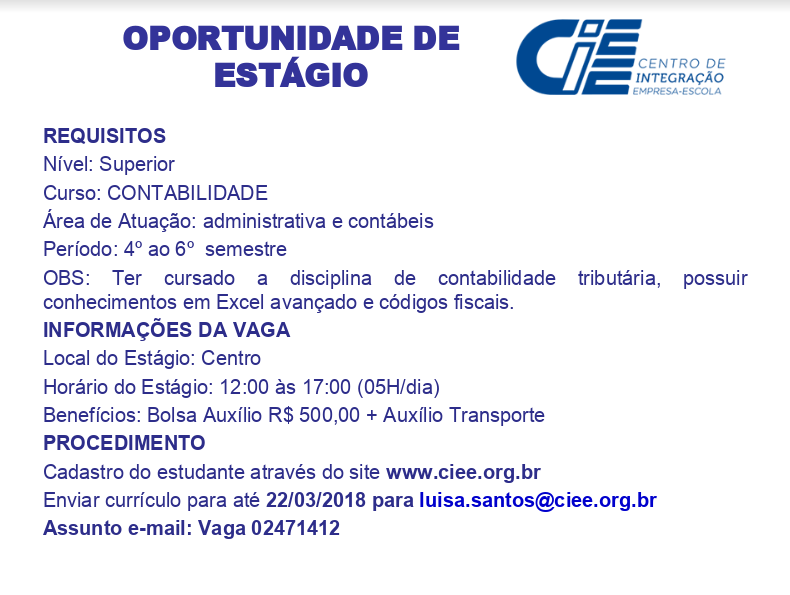 OPORTUNIDADE DE
ESTÁGIO
CIEE
CENTRO DE
INTEGRAÇÃO
EMPRESA-ESCOLA
REQUISITOS
Nível: Superior
Curso: CONTABILIDADE
Área de Atuação: administrativa e contábeis
Período: 4º ao 6º semestre
OBS: Ter cursado a disciplina de contabilidade tributária, possuir
conhecimentos em Excel avançado e códigos fiscais.
INFORMAÇÕES DA VAGA
Local do Estágio: Centro
Horário do Estágio: 12:00 às 17:00 (05H/dia)
Benefícios: Bolsa Auxílio R$ 500,00 + Auxílio Transporte
PROCEDIMENTO
Cadastro do estudante através do site www.ciee.org.br
Enviar currículo para até 22/03/2018 para luisa.santos@ciee.org.br
Assunto e-mail: Vaga 02471412